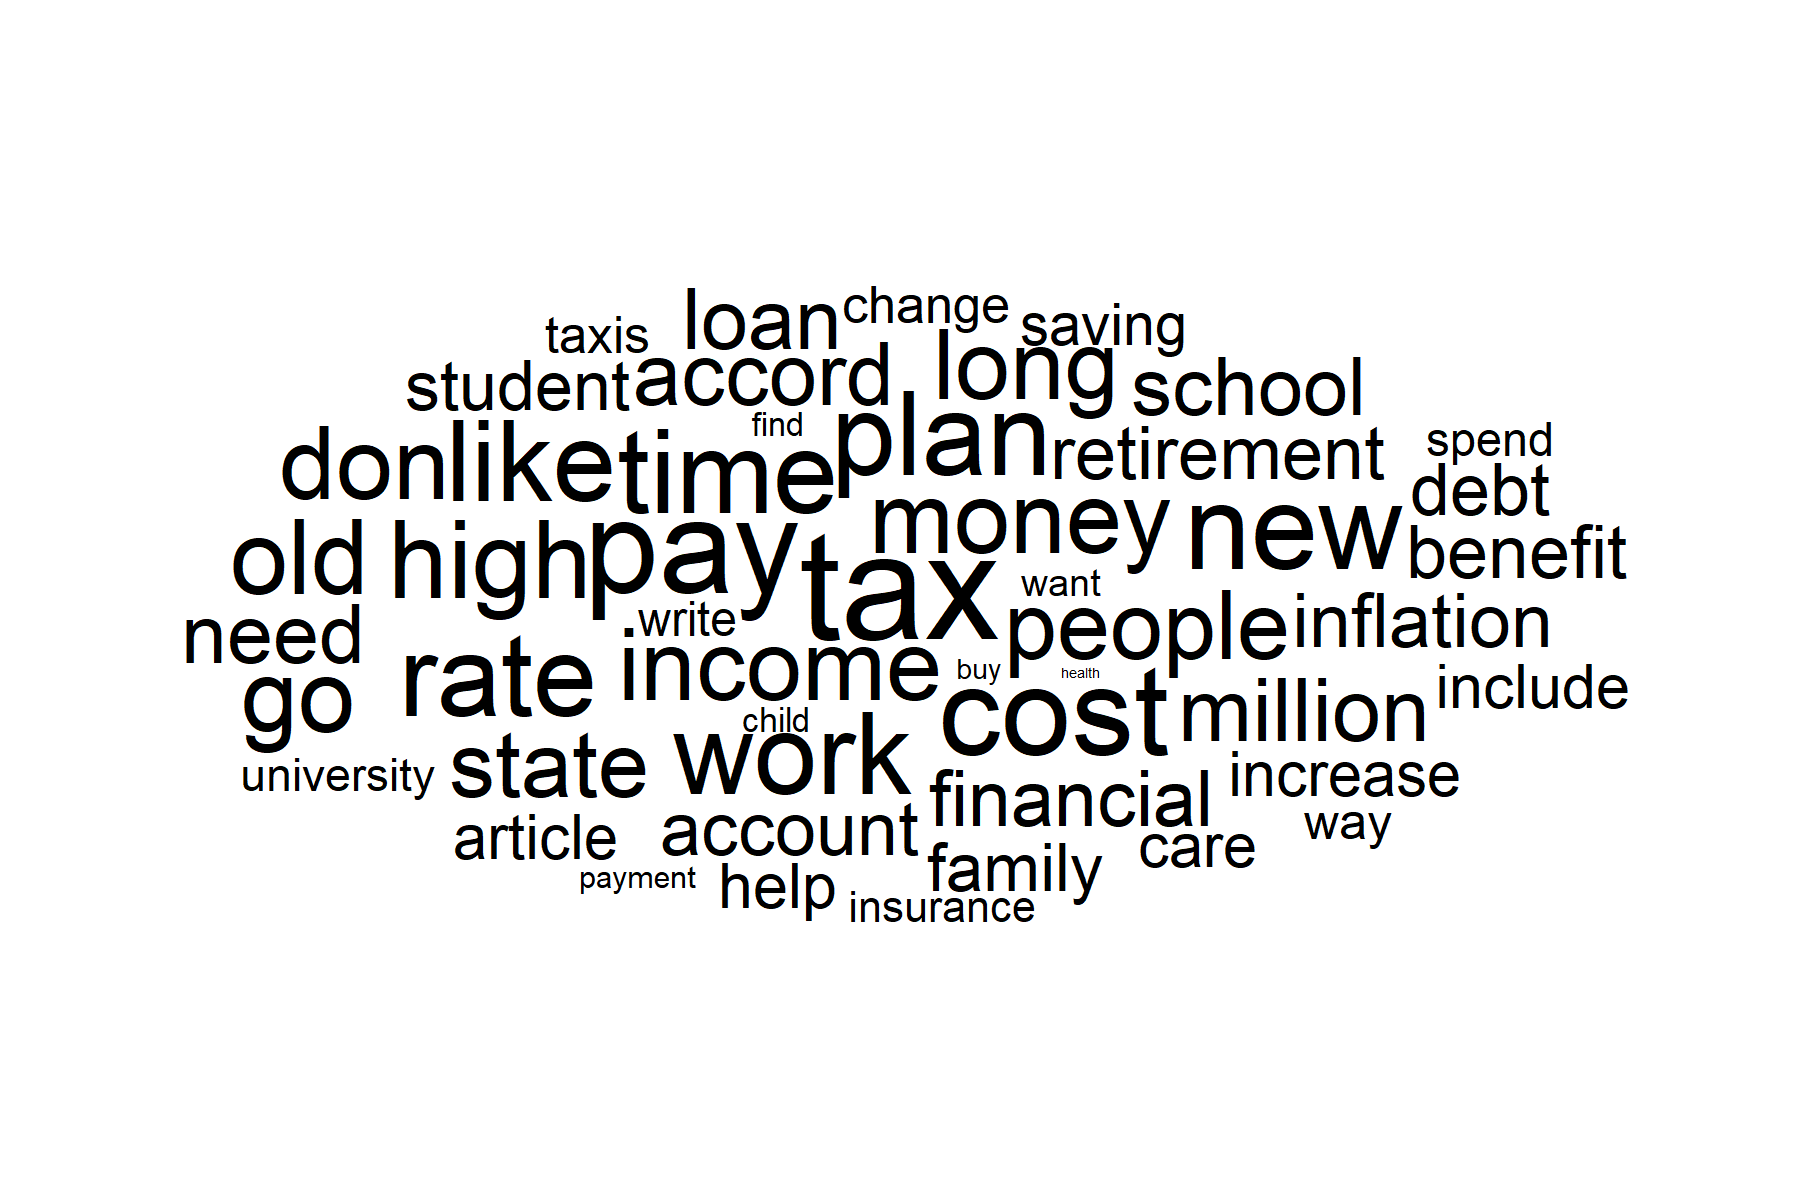 loan change saving
taxis
student accord long school
find plan retirement spend
don like time debt
old high pay money new benefit
tax want
need write people inflation
go rate income buy health include
child cost million
university state work financial increase
article account care way
payment help family
insurance